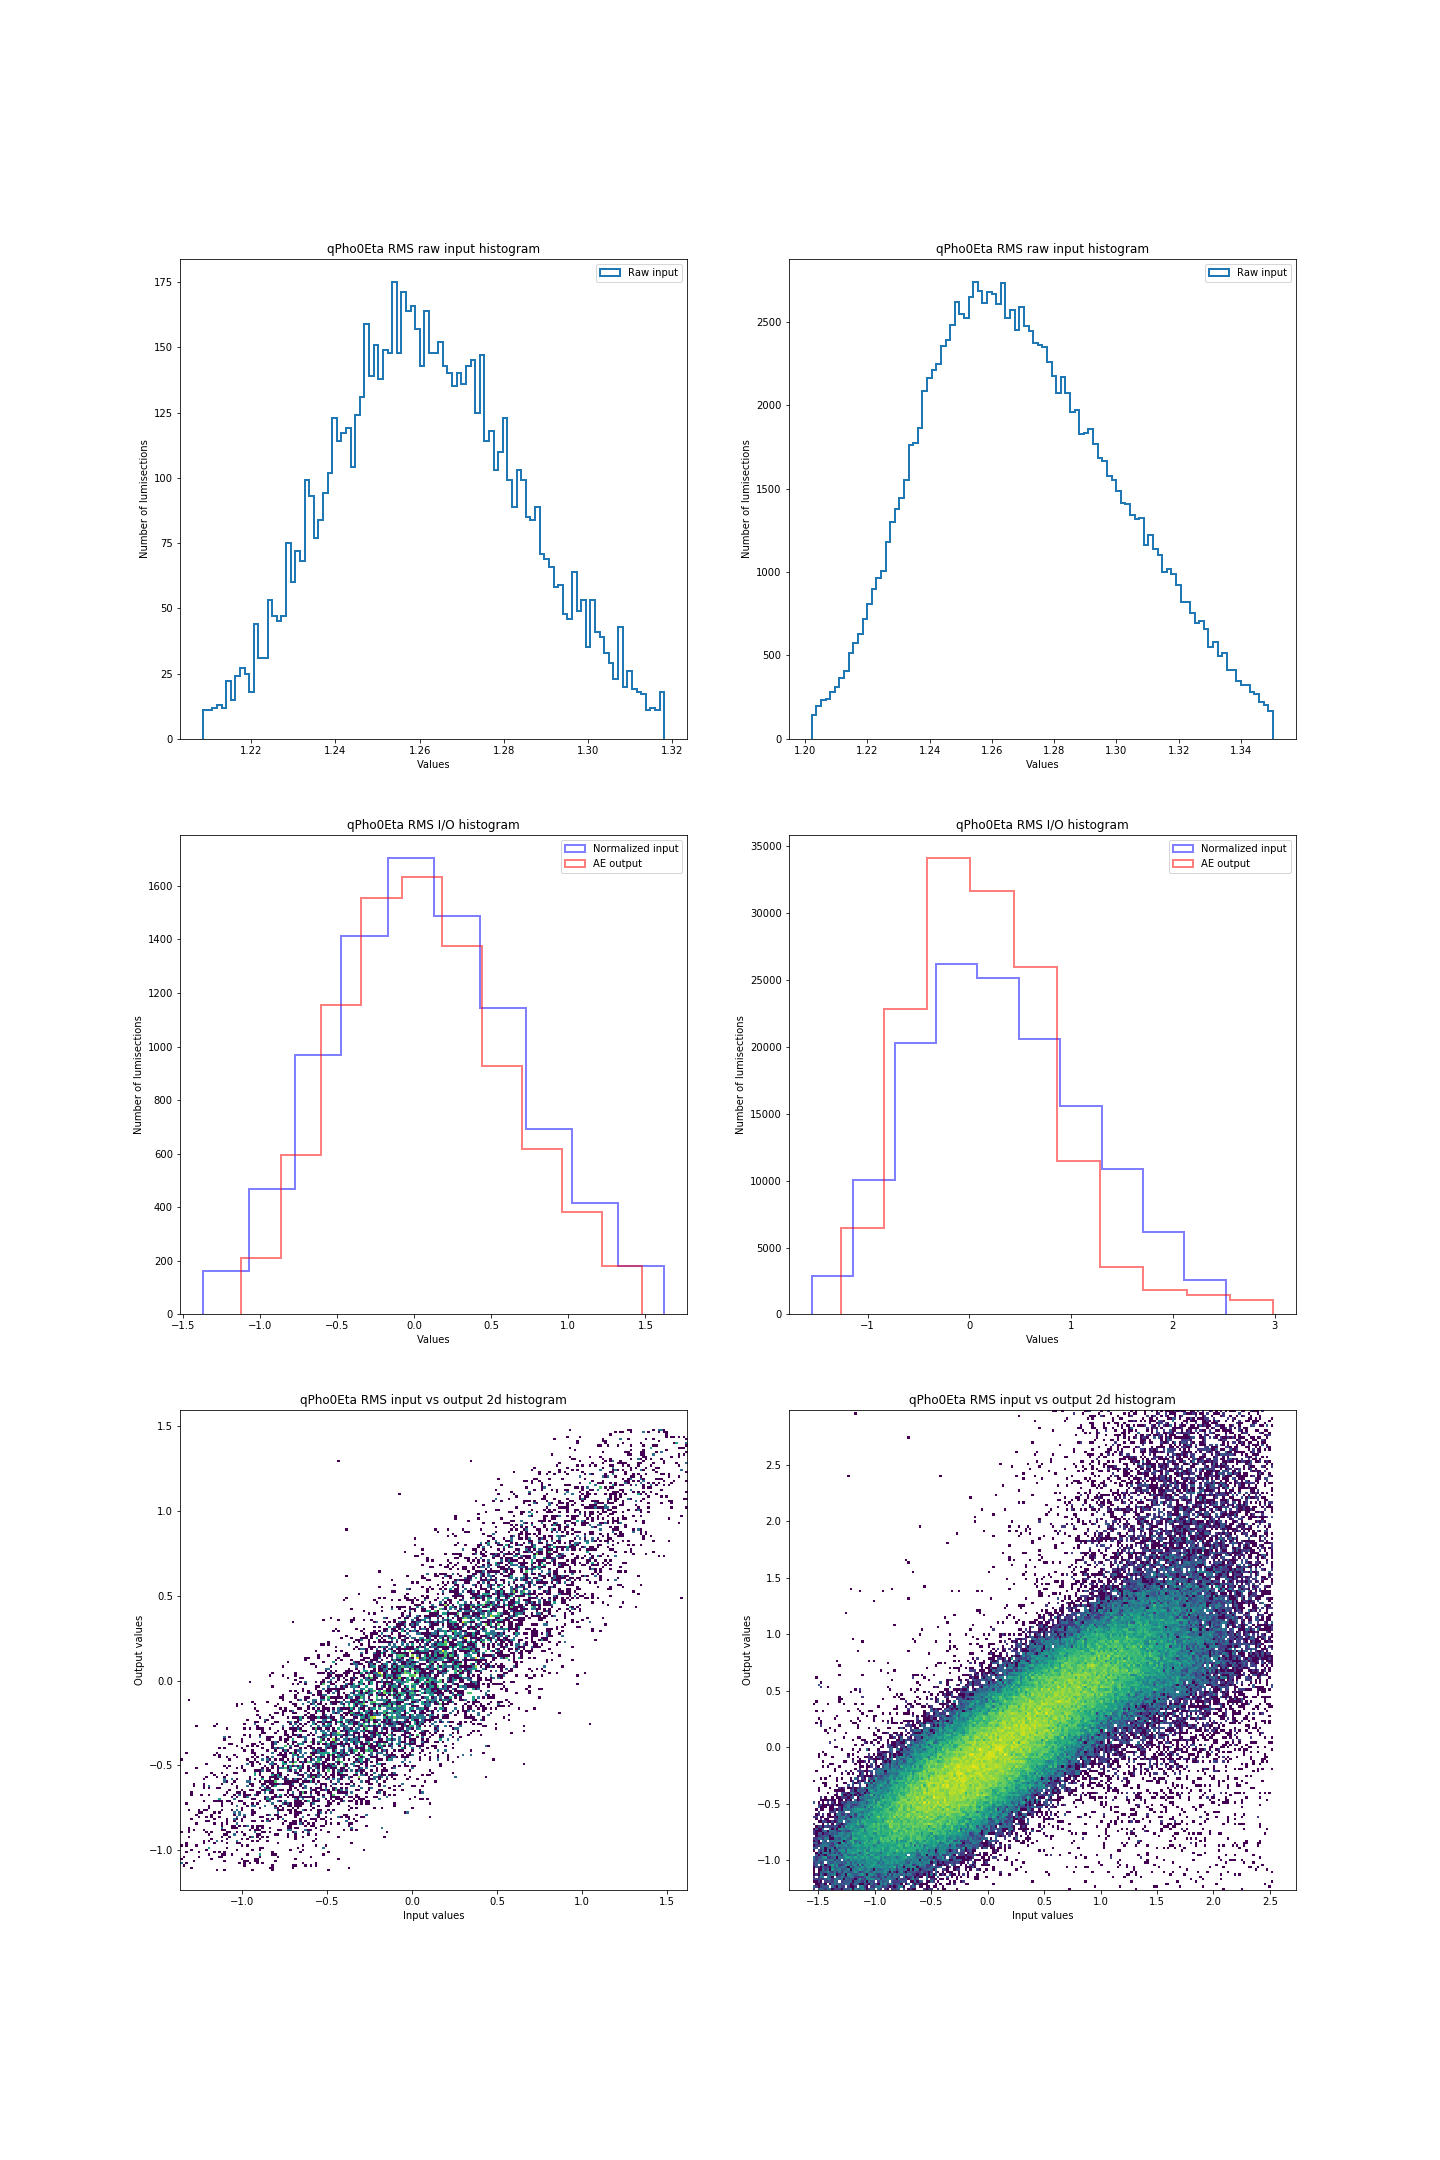 qPho0Eta RMS raw input histogram
Raw input
175
150
125
100
75
50
25
0
Number of lumisections
1.22 1.24 1.26 1.28 1.30 1.32
Values
qPho0Eta RMS raw input histogram
Raw input
2500
2000
1500
1000
500
0
Number of lumisections
1.20 1.22 1.24 1.26 1.28 1.30 1.32 1.34
Values
qPho0Eta RMS I/O histogram
Normalized input
AE output
1600
1400
1200
1000
800
600
400
200
0
Number of lumisections
−1.5 −1.0 −0.5 0.0 0.5 1.0 1.5
Values
qPho0Eta RMS I/O histogram
Normalized input
AE output
35000
30000
25000
20000
15000
10000
5000
0
Number of lumisections
−1 0 1 2 3
Values
qPho0Eta RMS input vs output 2d histogram
1.5
1.0
0.5
0.0
−0.5
−1.0
Output values
−1.0 −0.5 0.0 0.5 1.0 1.5
Input values
qPho0Eta RMS input vs output 2d histogram
2.5
2.0
1.5
1.0
0.5
0.0
−0.5
−1.0
Output values
−1.5 −1.0 −0.5 0.0 0.5 1.0 1.5 2.0 2.5
Input values